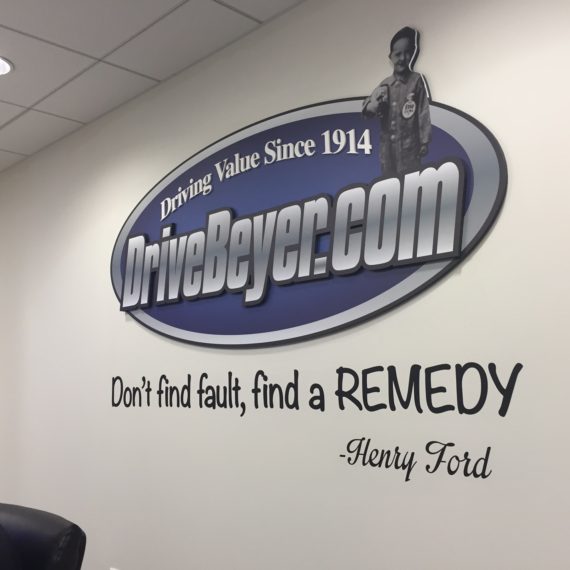 Driving Value Since 1914
DriveBeyer.com
Don't find fault, find a REMEDY
-Henry Ford